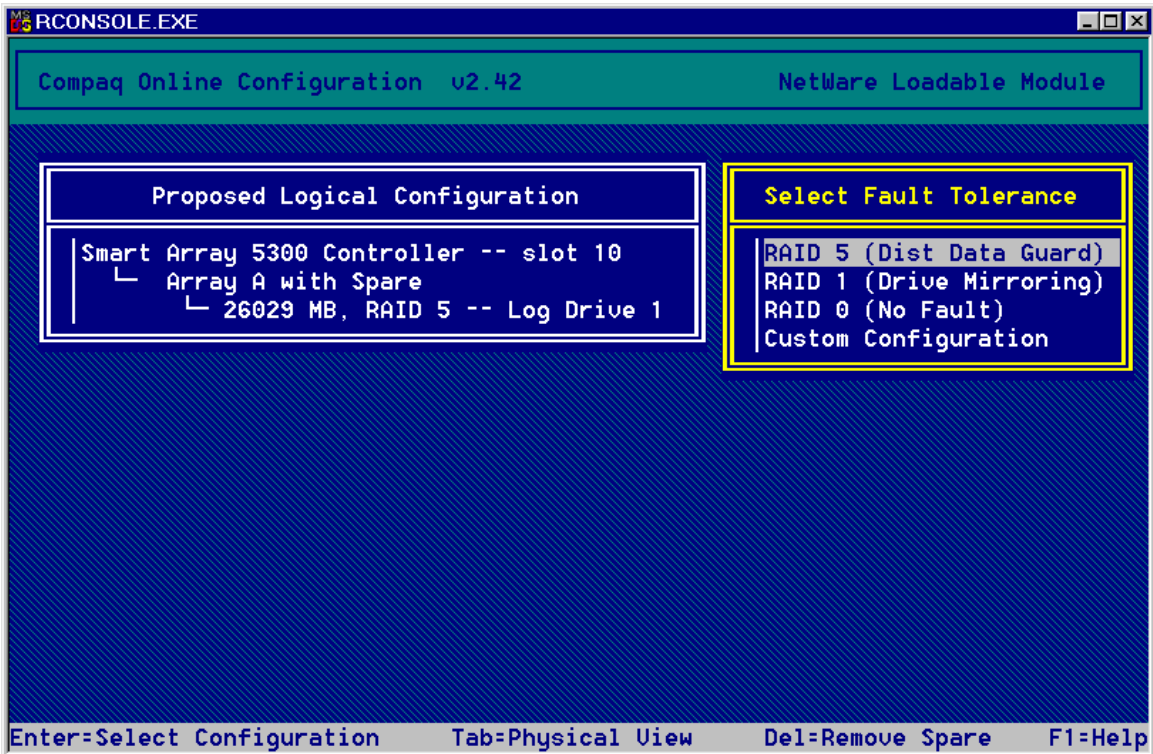 RCONSOLE.EXE
Compaq Online Configuration v2.42 NetWare Loadable Module
Proposed Logical Configuration
Smart Array 5300 Controller -- slot 10
Array A with Spare
26029 MB, RAID 5 -- Log Drive 1
Select Fault Tolerance
RAID 5 (Dist Data Guard)
RAID 1 (Drive Mirroring)
RAID 0 (No Fault)
Custom Configuration
Enter=Select Configuration Tab=Physical View Del=Remove Spare F1=Help